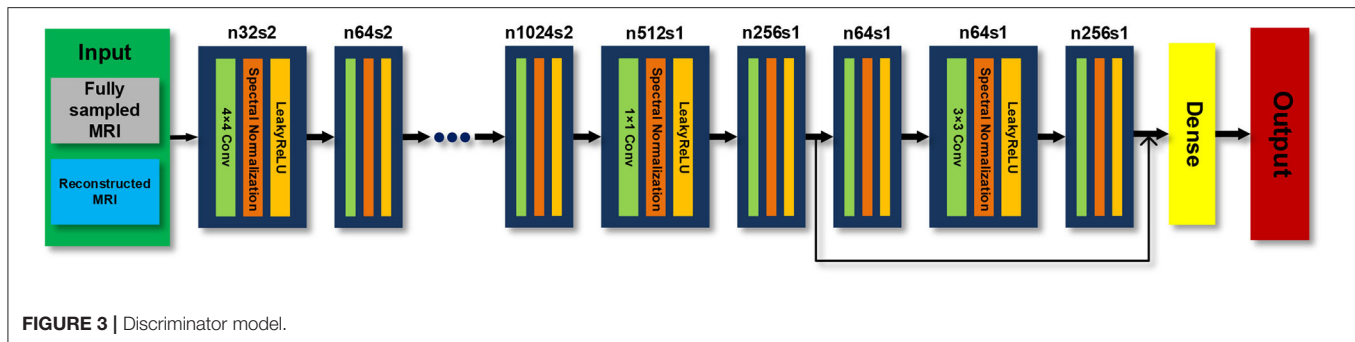 Input
Fully
sampled
MRI
Reconstructed
MRI
n32s2
4×4 Conv
Spectral Normalization
LeakyReLU
n64s2
n1024s2
n512s1
1×1 Conv
Spectral Normalization
LeakyReLU
n256s1
n64s1
n64s1
3×3 Conv
Spectral Normalization
LeakyReLU
n256s1
Dense
Output
FIGURE 3 | Discriminator model.